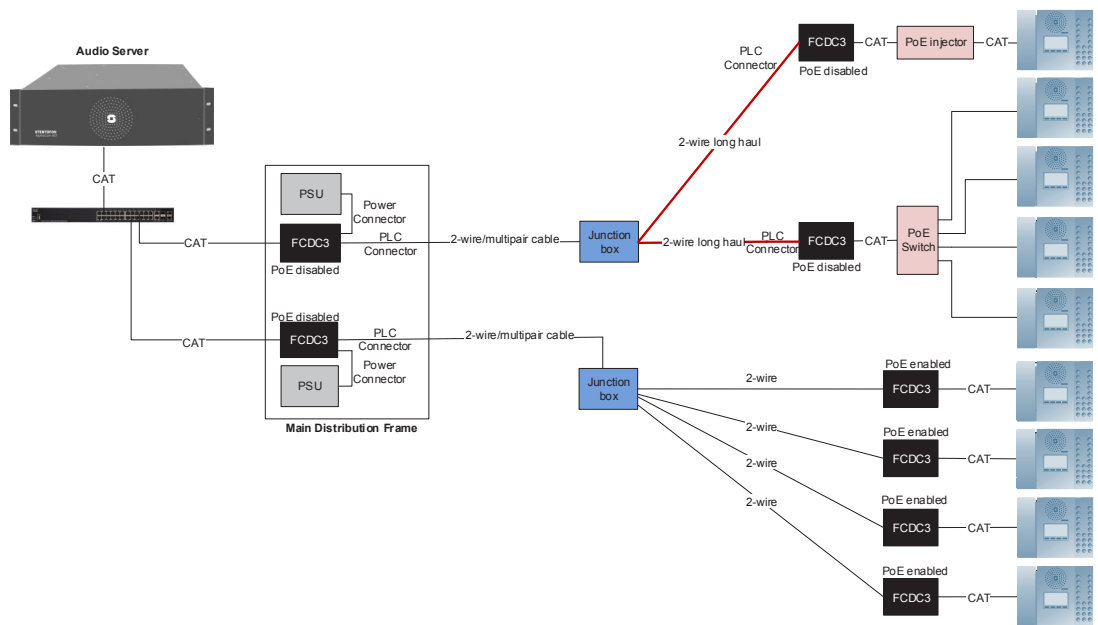 Audio Server
STENTOFON
CAT
PSU
Power
Connector
CAT
FCDC3
PLC
Connector
PoE disabled
2-wire/multipair cable
Junction
box
PLC
Connector
2-wire long haul
FCDC3
PoE disabled
CAT
PoE injector
CAT
2-wire long haul
PLC
Connector
FCDC3
PoE disabled
CAT
PoE
Switch
PoE disabled
CAT
FCDC3
PLC
Connector
Power
Connector
PSU
Main Distribution Frame
2-wire/multipair cable
Junction
box
2-wire
PoE enabled
FCDC3
CAT
2-wire
PoE enabled
FCDC3
CAT
2-wire
PoE enabled
FCDC3
CAT
2-wire
PoE enabled
FCDC3
CAT